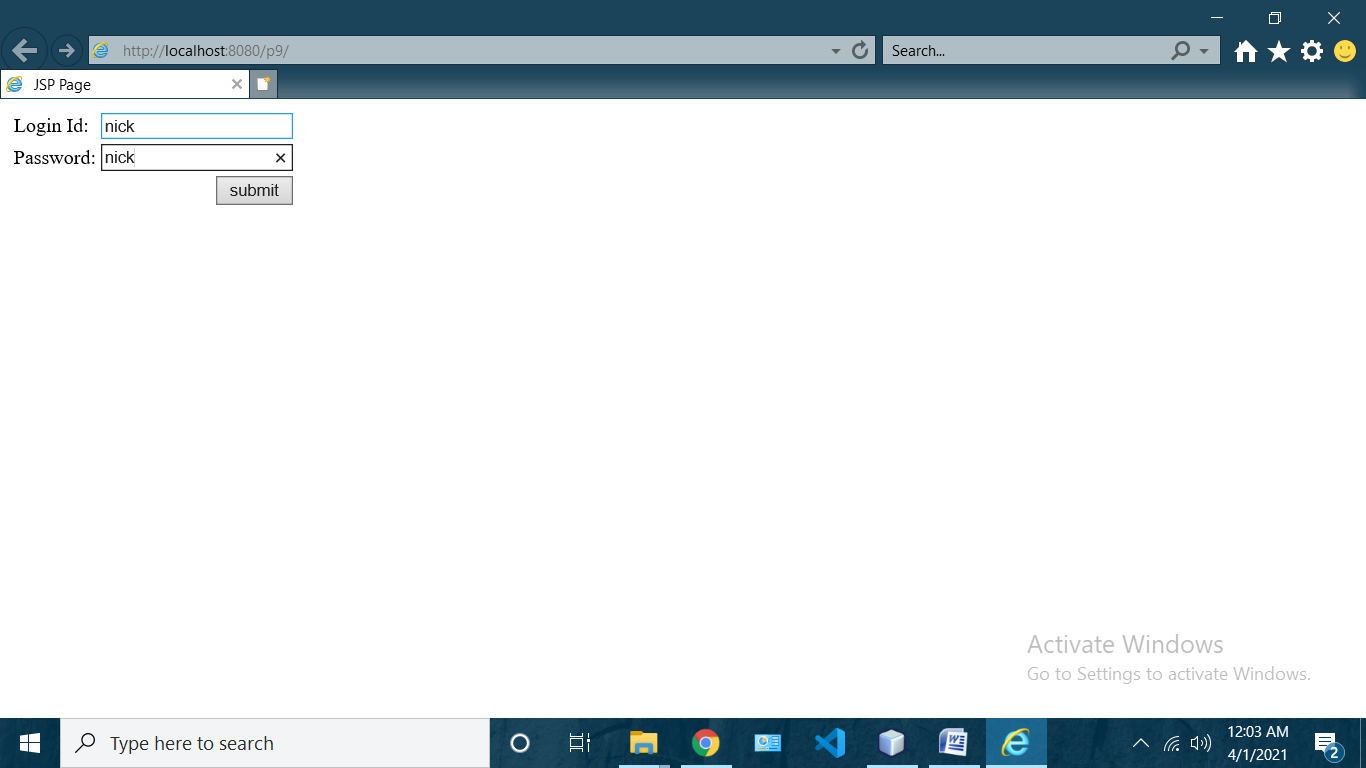 http://localhost:8080/p9/
Search...
JSP Page
Login Id: nick
Password: nick
submit
Activate Windows
Go to Settings to activate Windows.
Type here to search
12:03 AM
4/1/2021
2